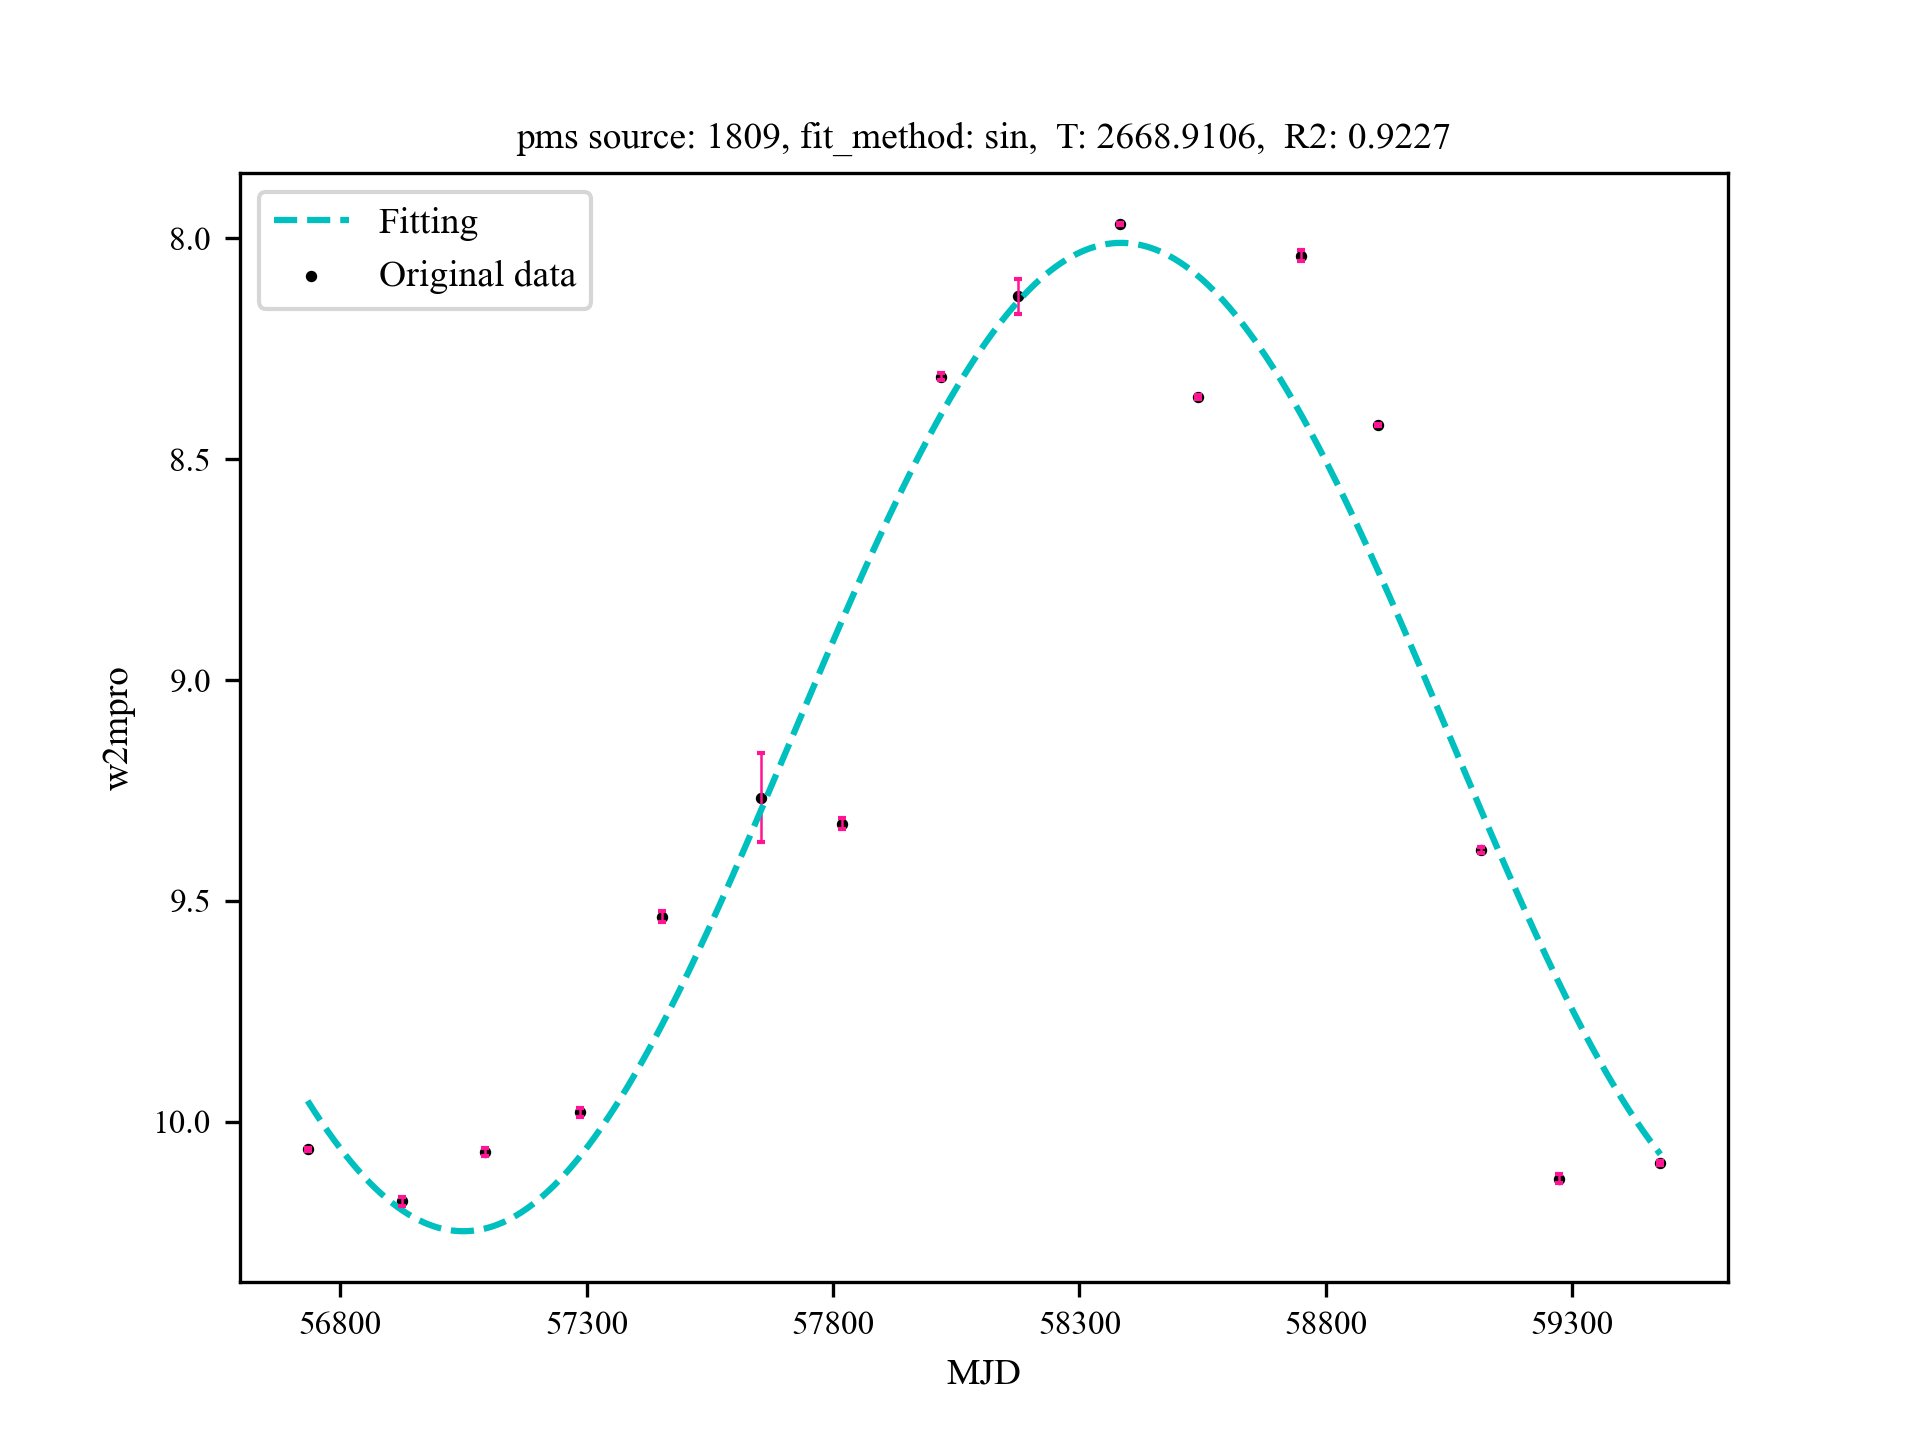 pms source: 1809, fit_method: sin,  T: 2668.9106,  R2: 0.9227
Fitting
Original data
8.0
8.5
9.0
9.5
10.0
w2mpro
56800 57300 57800 58300 58800 59300
MJD